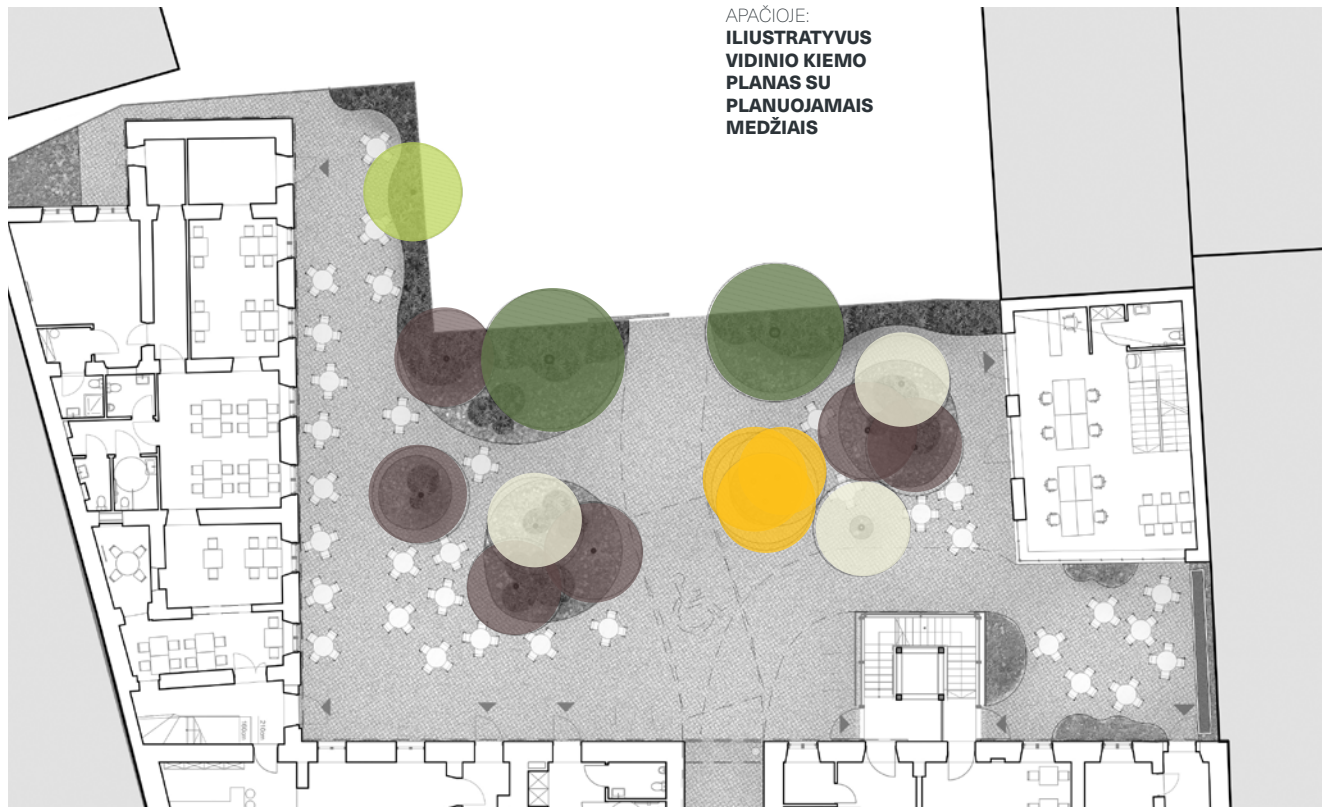 APAČIOJE:
ILIUSTRATYVUS
VIDINIO KIEMO
PLANAS SU
PLANUOJAMAIS
MEDŽIAIS